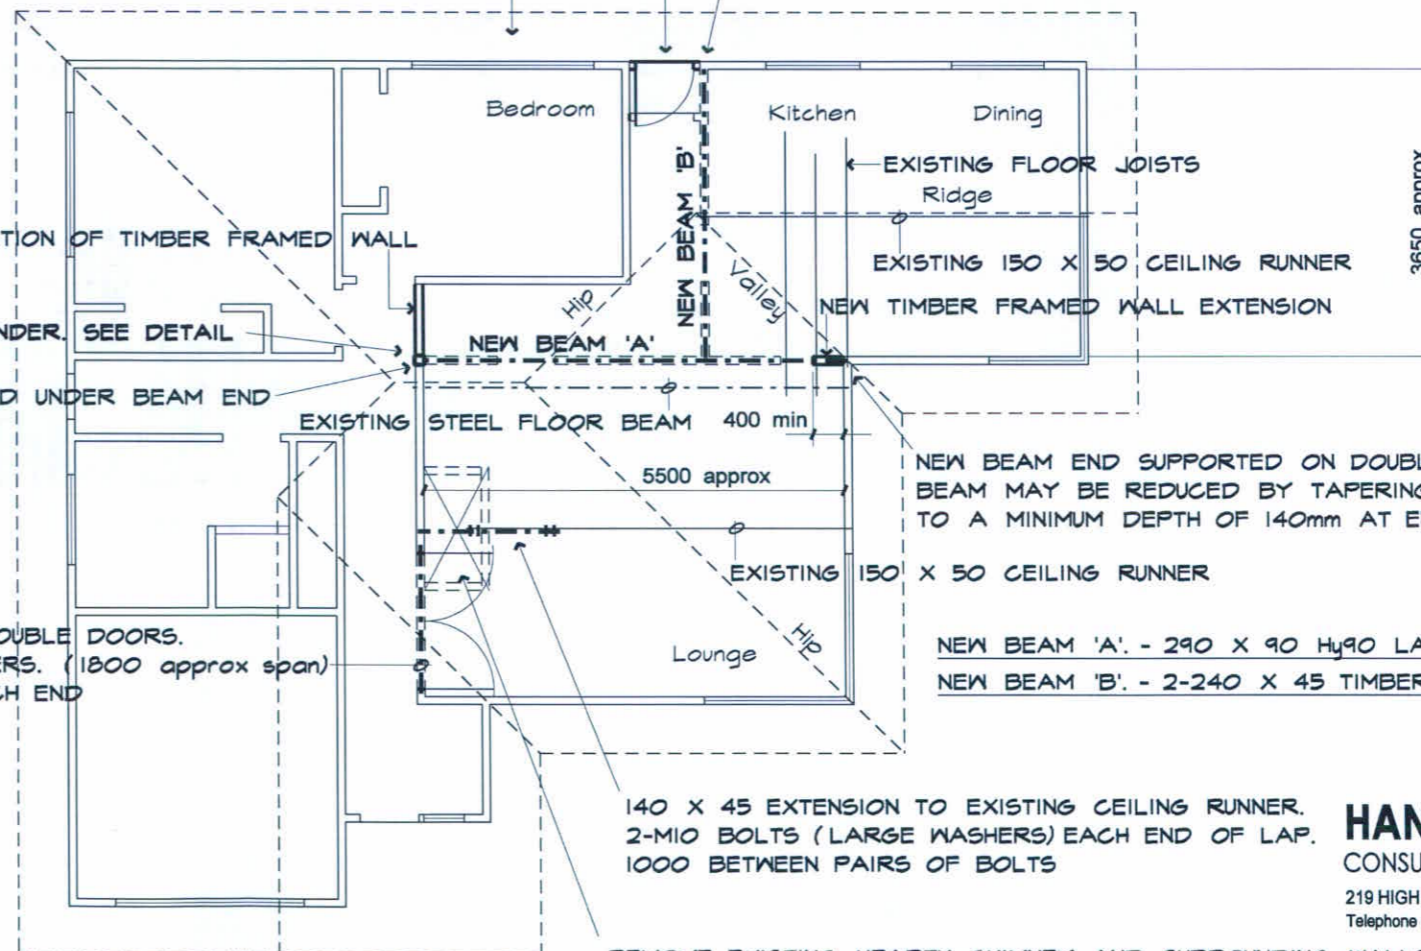 Bedroom
Kitchen
Dining
EXISTING FLOOR JOISTS
Ridge
3650 approx
NEW BEAM 'B'
TION OF TIMBER FRAMED WALL
EXISTING 150 X 50 CEILING RUNNER
Hip
Valley
NEW TIMBER FRAMED WALL EXTENSION
NDER. SEE DETAIL
NEW BEAM 'A'
D UNDER BEAM END
EXISTING STEEL FLOOR BEAM
400 min
5500 approx
NEW BEAM END SUPPORTED ON DOUBL
BEAM MAY BE REDUCED BY TAPERING
TO A MINIMUM DEPTH OF 140mm AT E
EXISTING 150 X 50 CEILING RUNNER
OUBLE DOORS.
ERS. (1800 approx span)
CH END
Lounge
Hip
NEW BEAM 'A'. - 290 X 90 Hy90 LA
NEW BEAM 'B'. - 2-240 X 45 TIMBER
140 X 45 EXTENSION TO EXISTING CEILING RUNNER.
2-M10 BOLTS (LARGE WASHERS) EACH END OF LAP.
1000 BETWEEN PAIRS OF BOLTS
HAN
CONSU
219 HIGH
Telephone